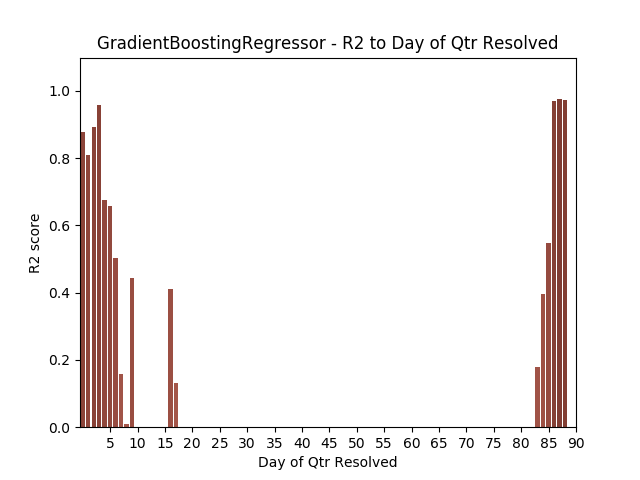 GradientBoostingRegressor - R2 to Day of Qtr Resolved
1.0
0.8
0.6
0.4
0.2
0.0
R2 score
5 10 15 20 25 30 35 40 45 50 55 60 65 70 75 80 85 90
Day of Qtr Resolved